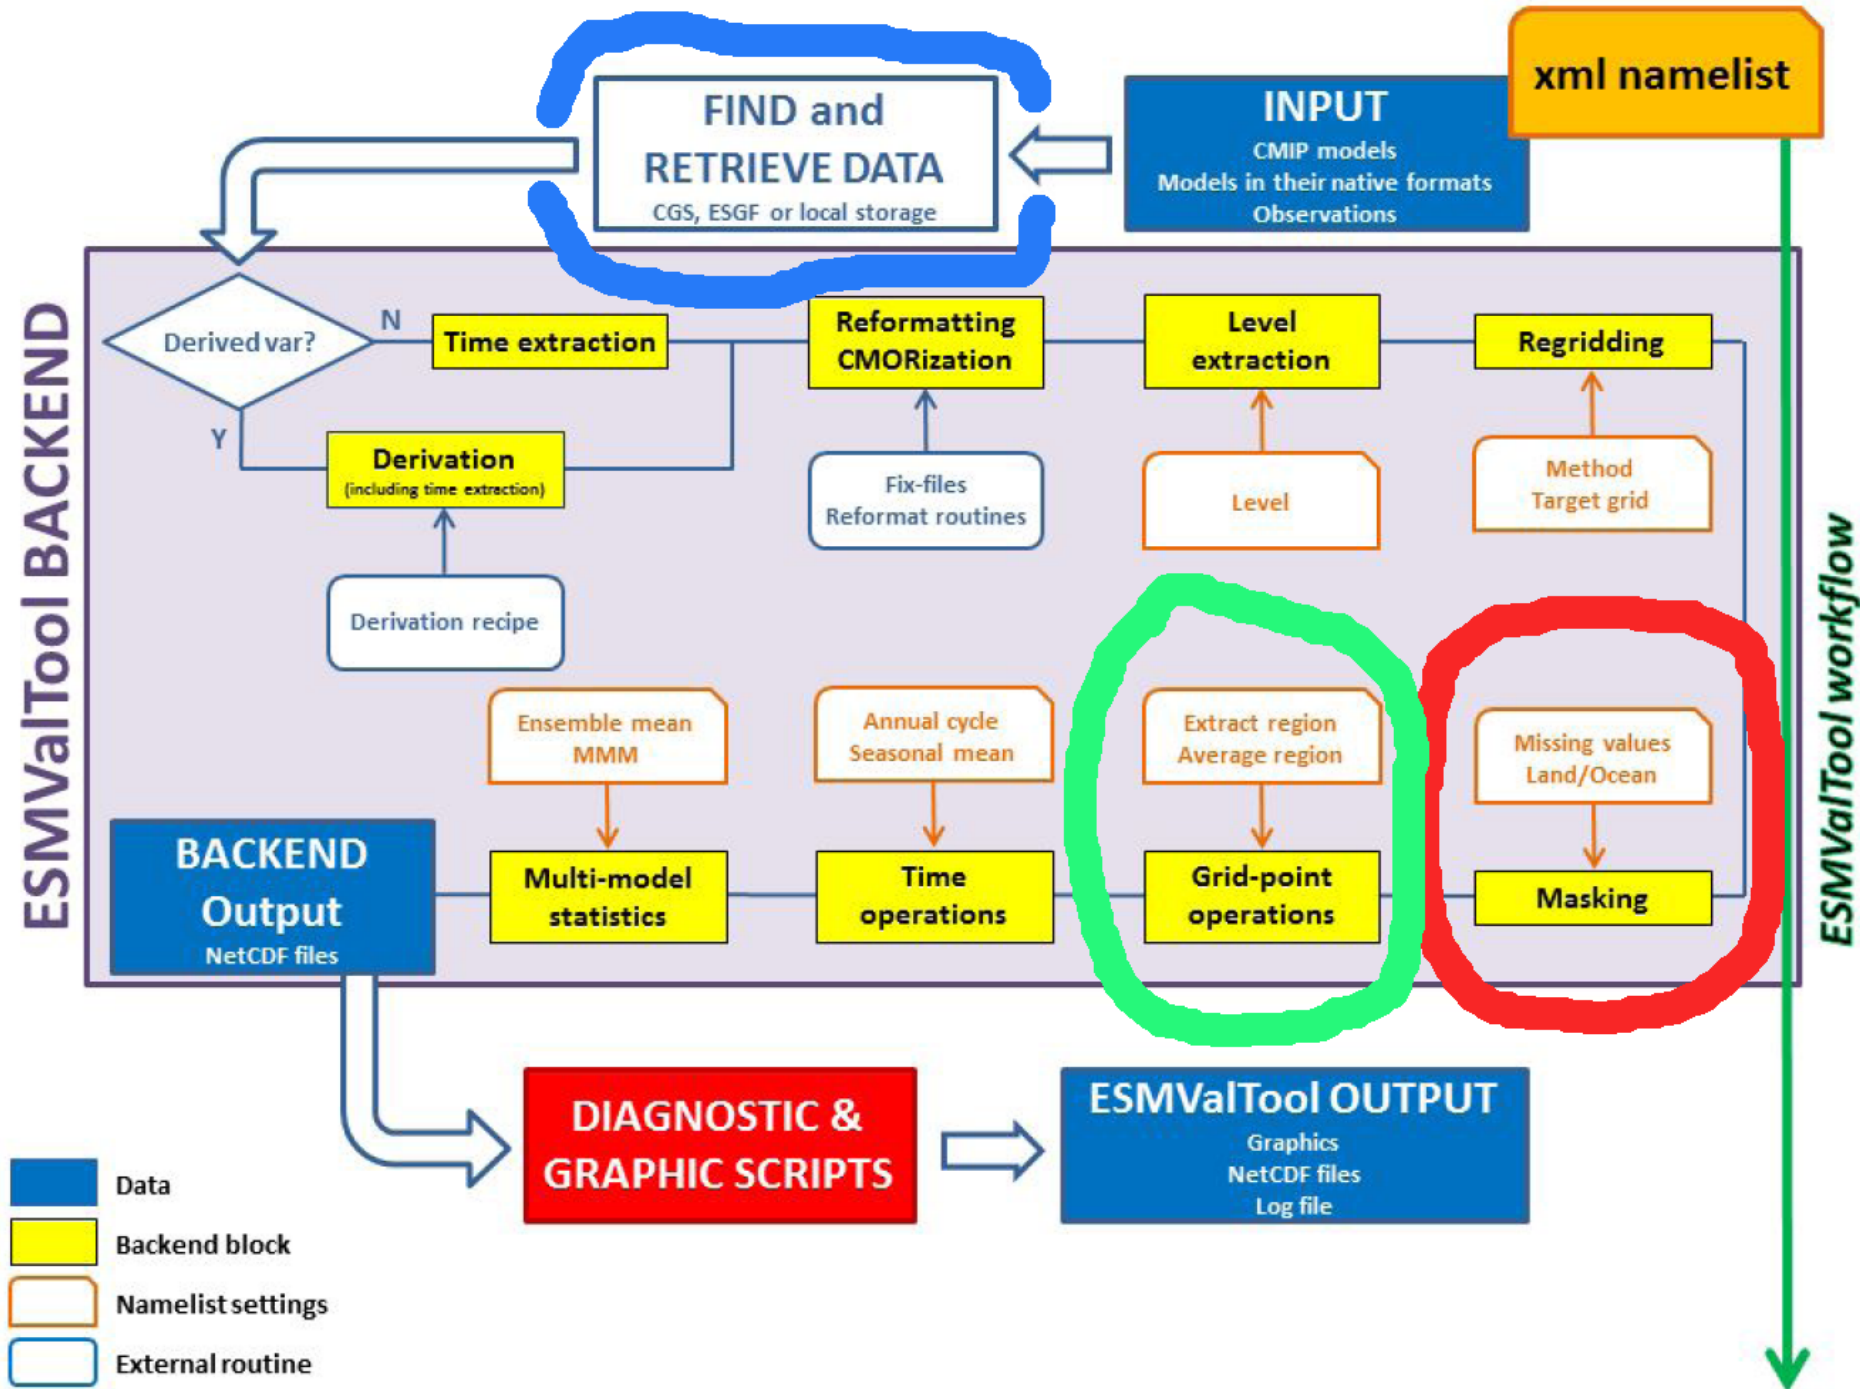 xml namelist
FIND and
RETRIEVE DATA
CGS, ESGF or local storage
INPUT
CMIP models
Models in their native formats
Observations
ESMValTool BACKEND
Derived var?
N
Y
Time extraction
Derivation
(including time extraction)
Derivation recipe
Reformatting
CMORization
Fix-files
Reformat routines
Level
extraction
Level
Regridding
Method
Target grid
ESMValTool workflow
Ensemble mean
MMM
Annual cycle
Seasonal mean
Extract region
Average region
Missing values
Land/Ocean
BACKEND
Output
NetCDF files
Multi-model
statistics
Time
operations
Grid-point
operations
Masking
DIAGNOSTIC &
GRAPHIC SCRIPTS
ESMValTool OUTPUT
Graphics
NetCDF files
Log file
Data
Backend block
Namelist settings
External routine